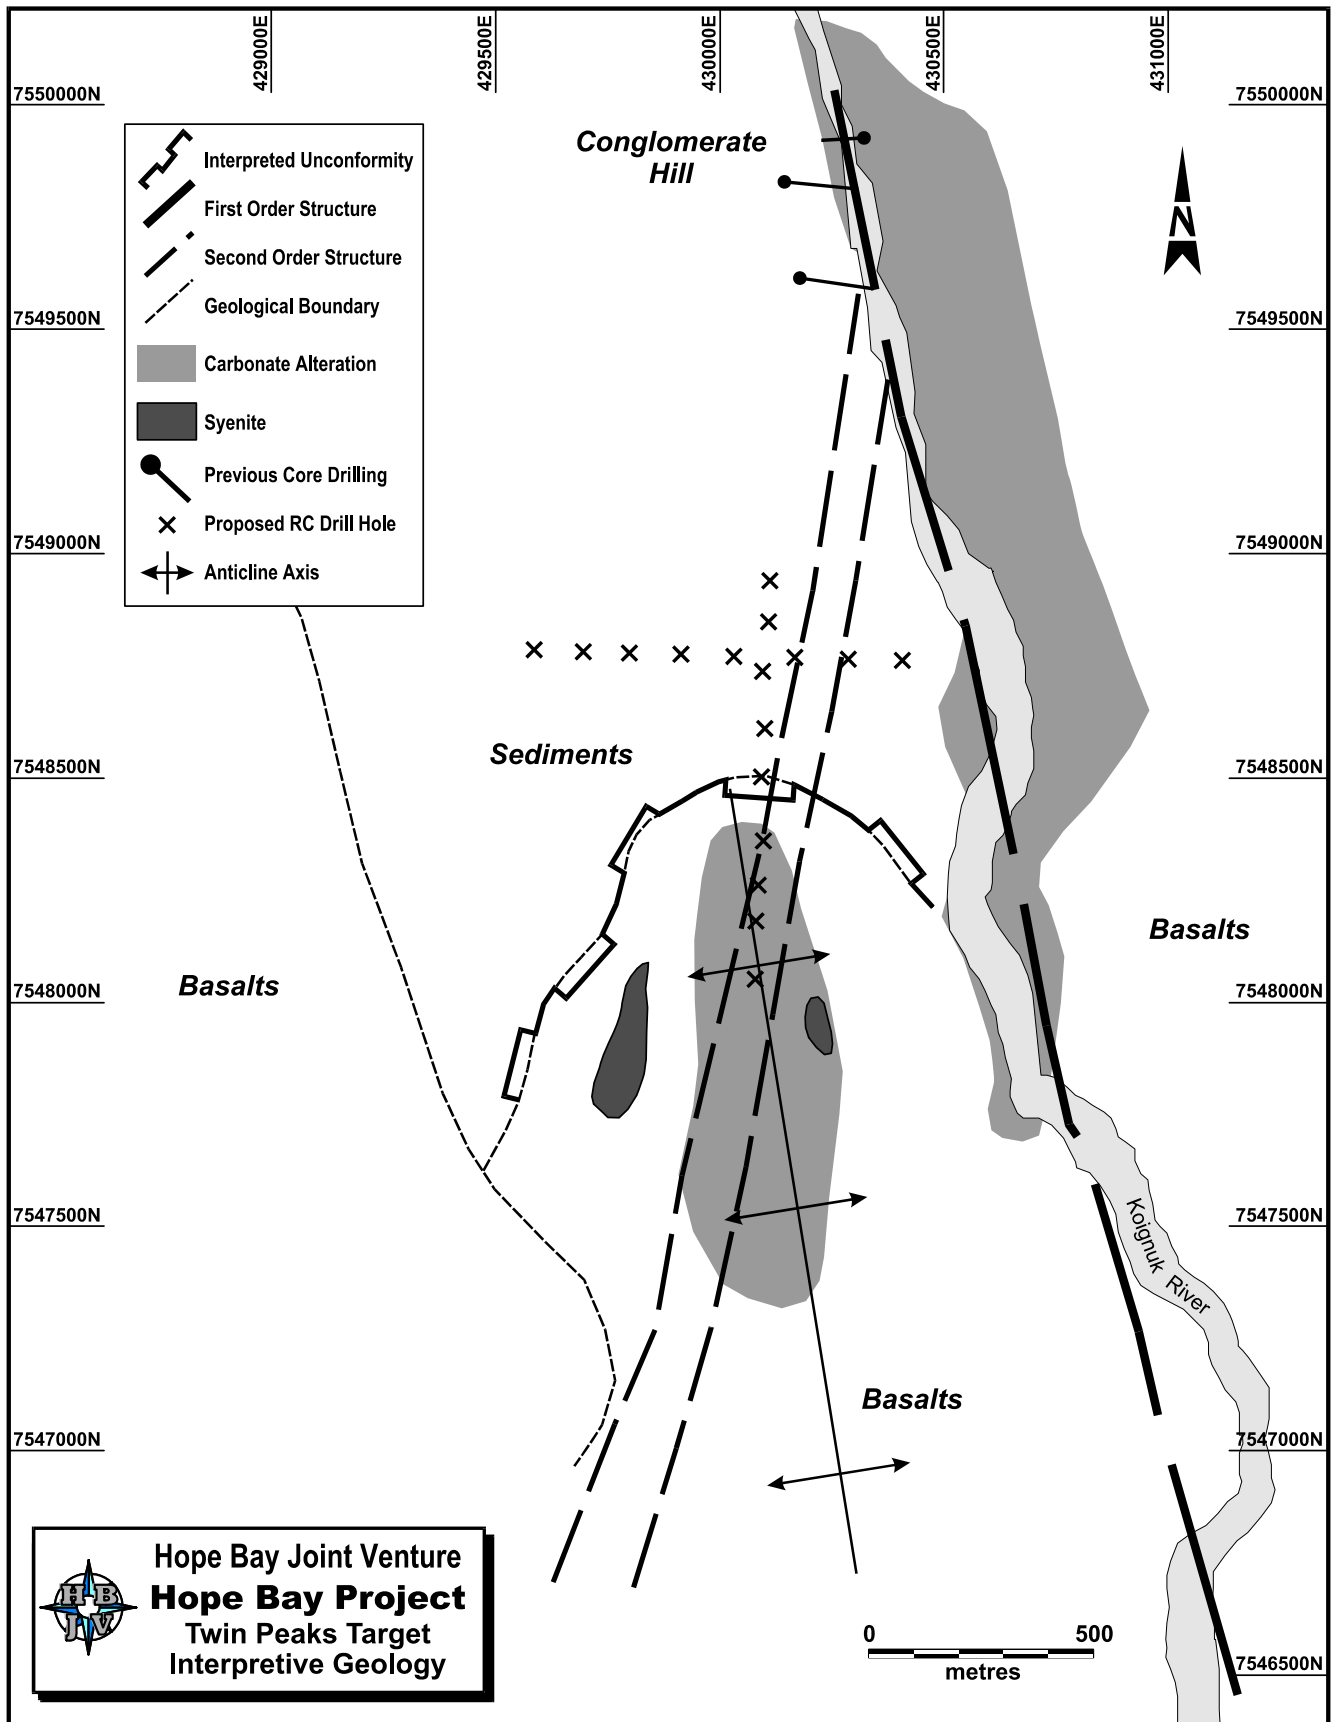 429000E
429500E
430000E
430500E
431000E
7550000N
7550000N
Conglomerate
Hill
Interpreted Unconformity
First Order Structure
Second Order Structure
Geological Boundary
Carbonate Alteration
Syenite
Previous Core Drilling
Proposed RC Drill Hole
Anticline Axis
N
7549500N
7549500N
7549000N
7549000N
Sediments
7548500N
7548500N
Basalts
Basalts
7548000N
7548000N
7547500N
7547500N
Koignuk River
Basalts
7547000N
7547000N
HB
JV
Hope Bay Joint Venture
Hope Bay Project
Twin Peaks Target
Interpretive Geology
0 500
metres
7546500N